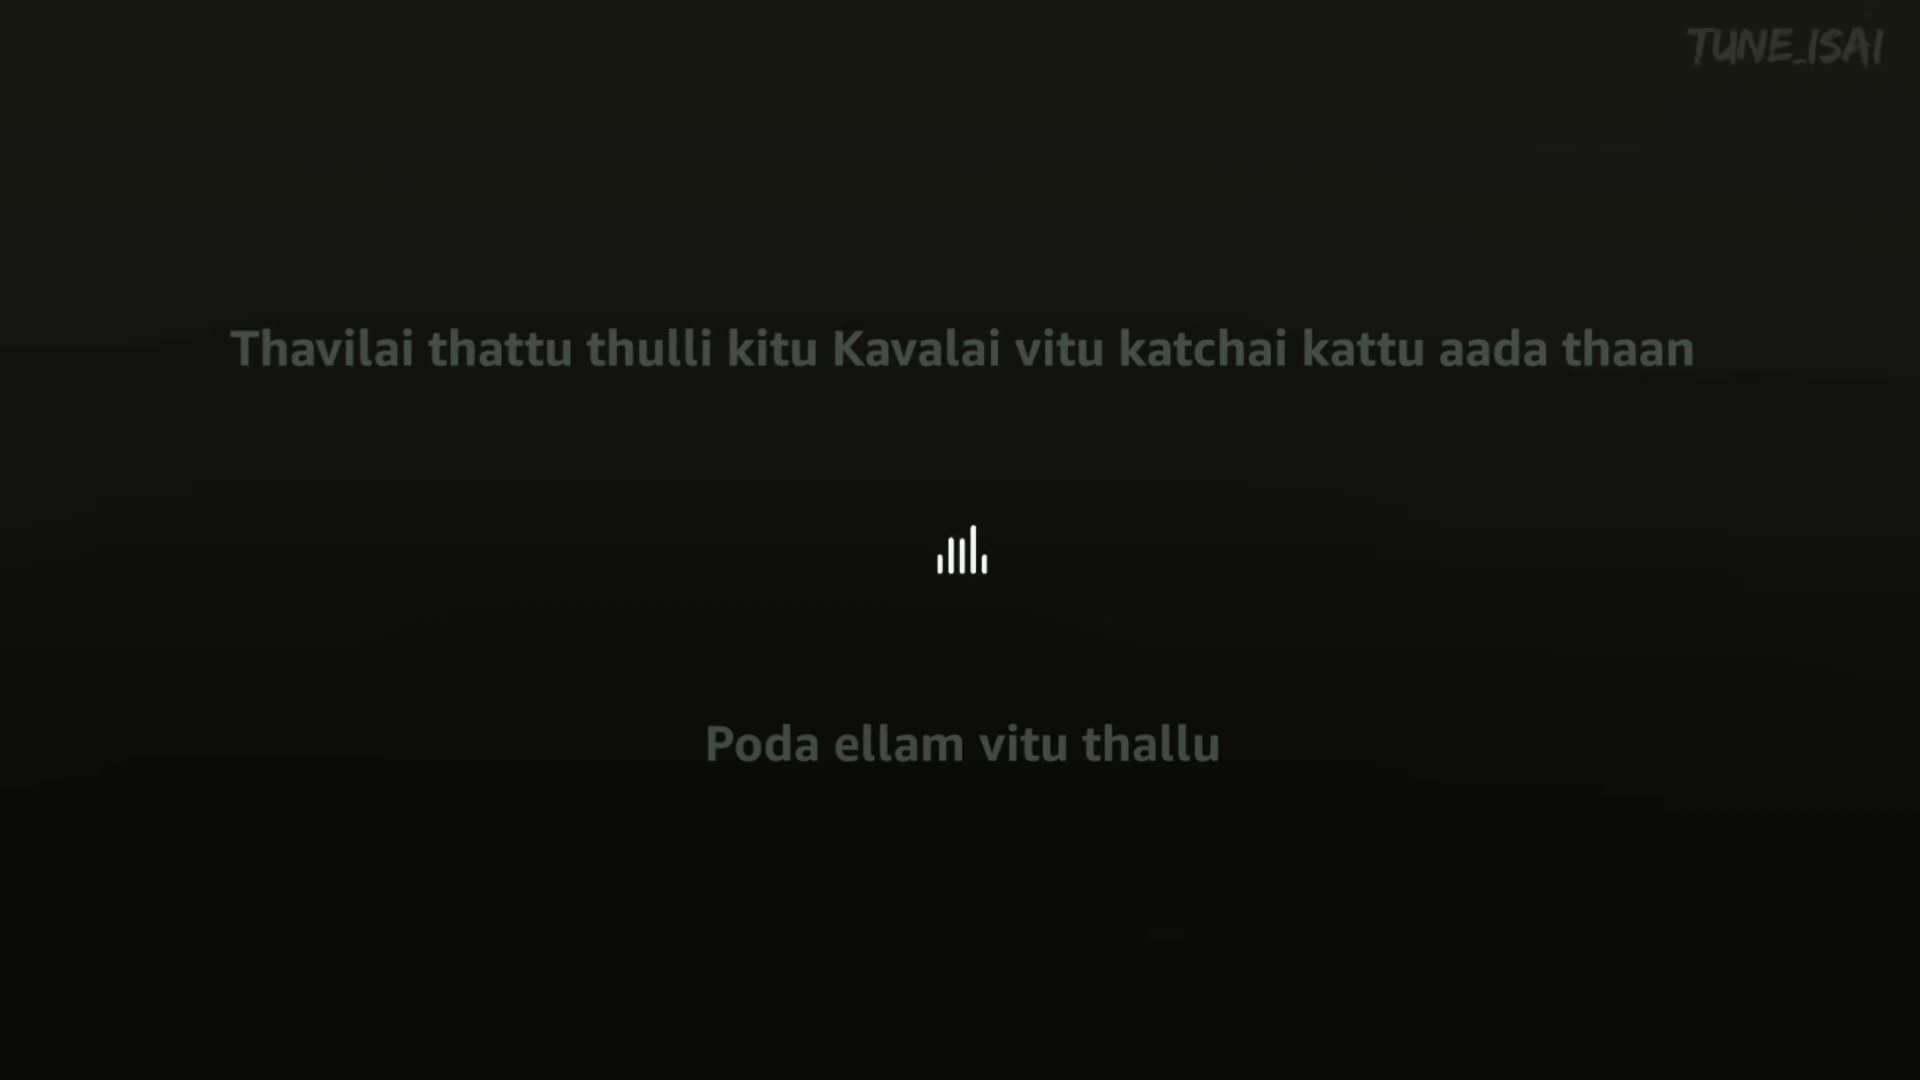 TUNE_ISAI
Thavilai thattu thulli kitu Kavalai vitu katchai kattu aada thaan
Poda ellam vitu thallu